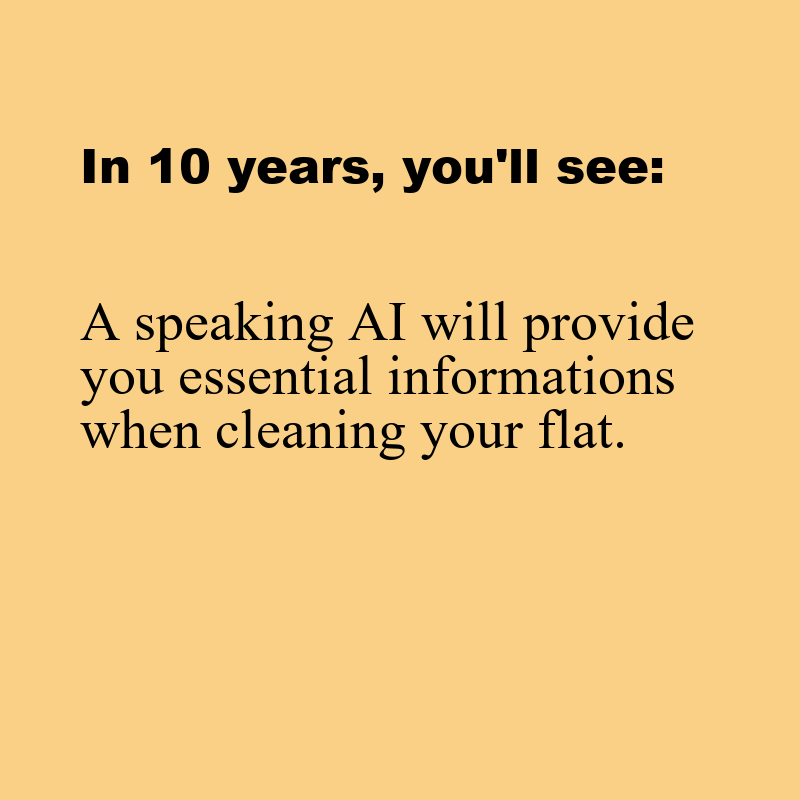 In 10 years, you'll see:
A speaking AI will provide
you essential informations
when cleaning your flat.